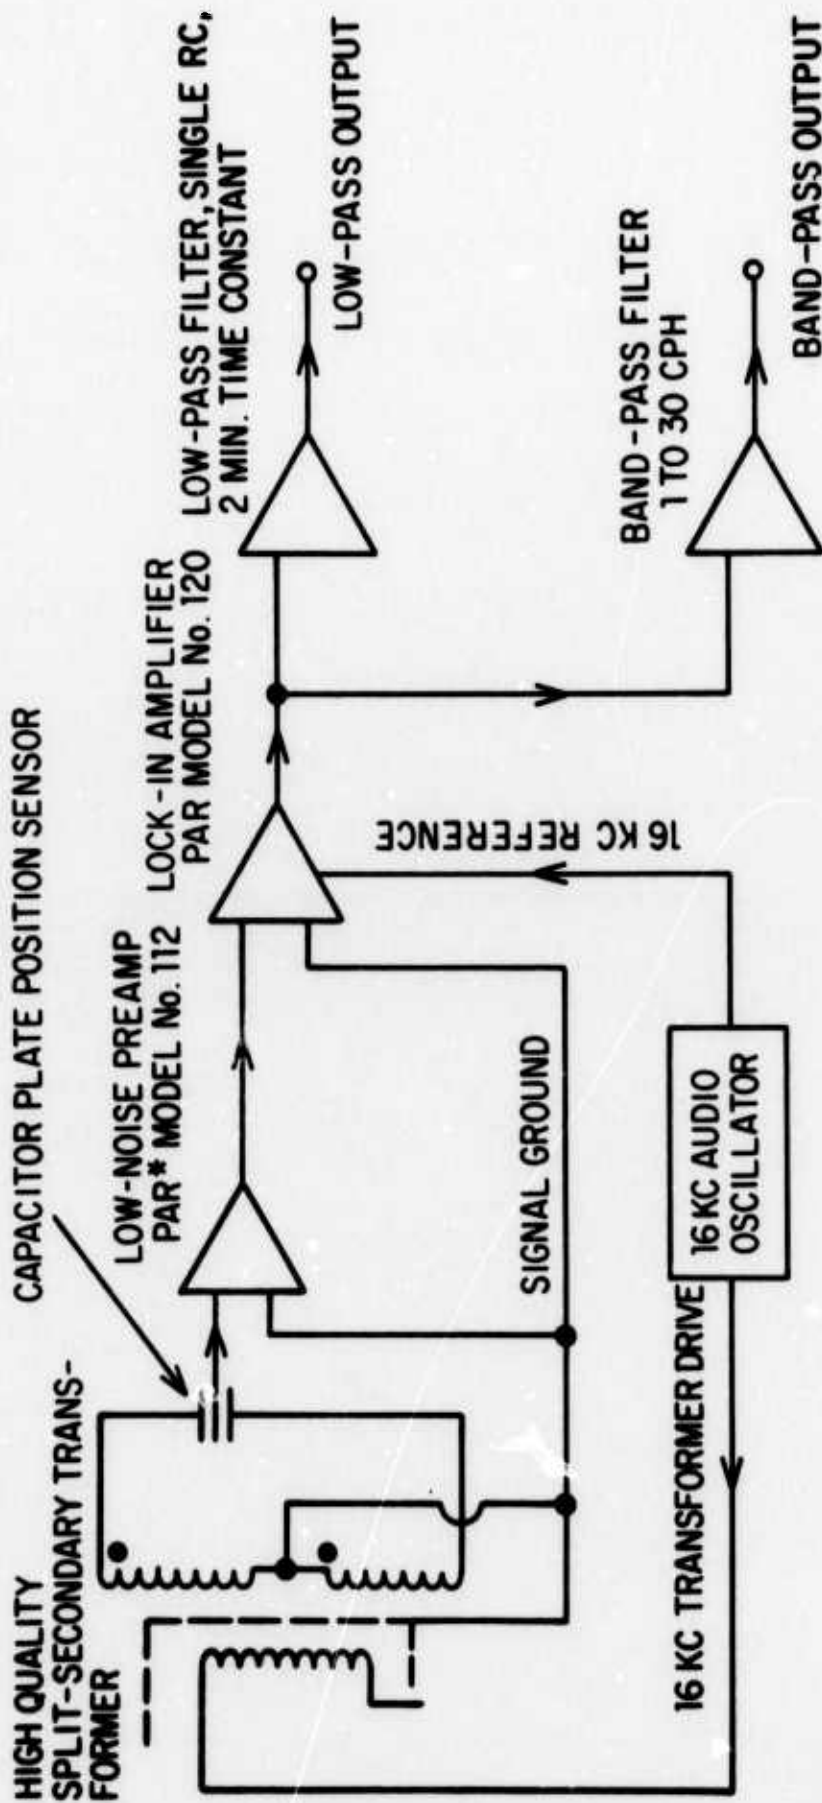 HIGH QUALITY
SPLIT-SECONDARY TRANS-
FORMER
CAPACITOR PLATE POSITION SENSOR
LOW-NOISE PREAMP
PAR* MODEL No. 112
LOCK-IN AMPLIFIER
PAR MODEL No. 120
LOW-PASS FILTER, SINGLE RC,
2 MIN. TIME CONSTANT
LOW-PASS OUTPUT
BAND-PASS FILTER
1 TO 30 CPH
BAND-PASS OUTPUT
16 KC REFERENCE
SIGNAL GROUND
16 KC AUDIO
OSCILLATOR
16 KC TRANSFORMER DRIVE